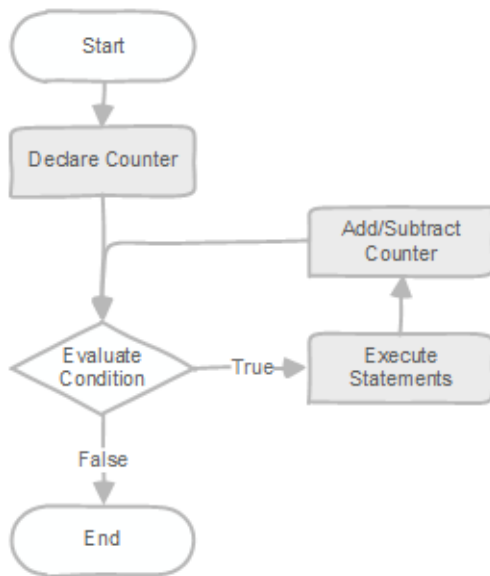 Start
Declare Counter
Add/Subtract
Counter
Evaluate
Condition
True
Execute
Statements
False
End